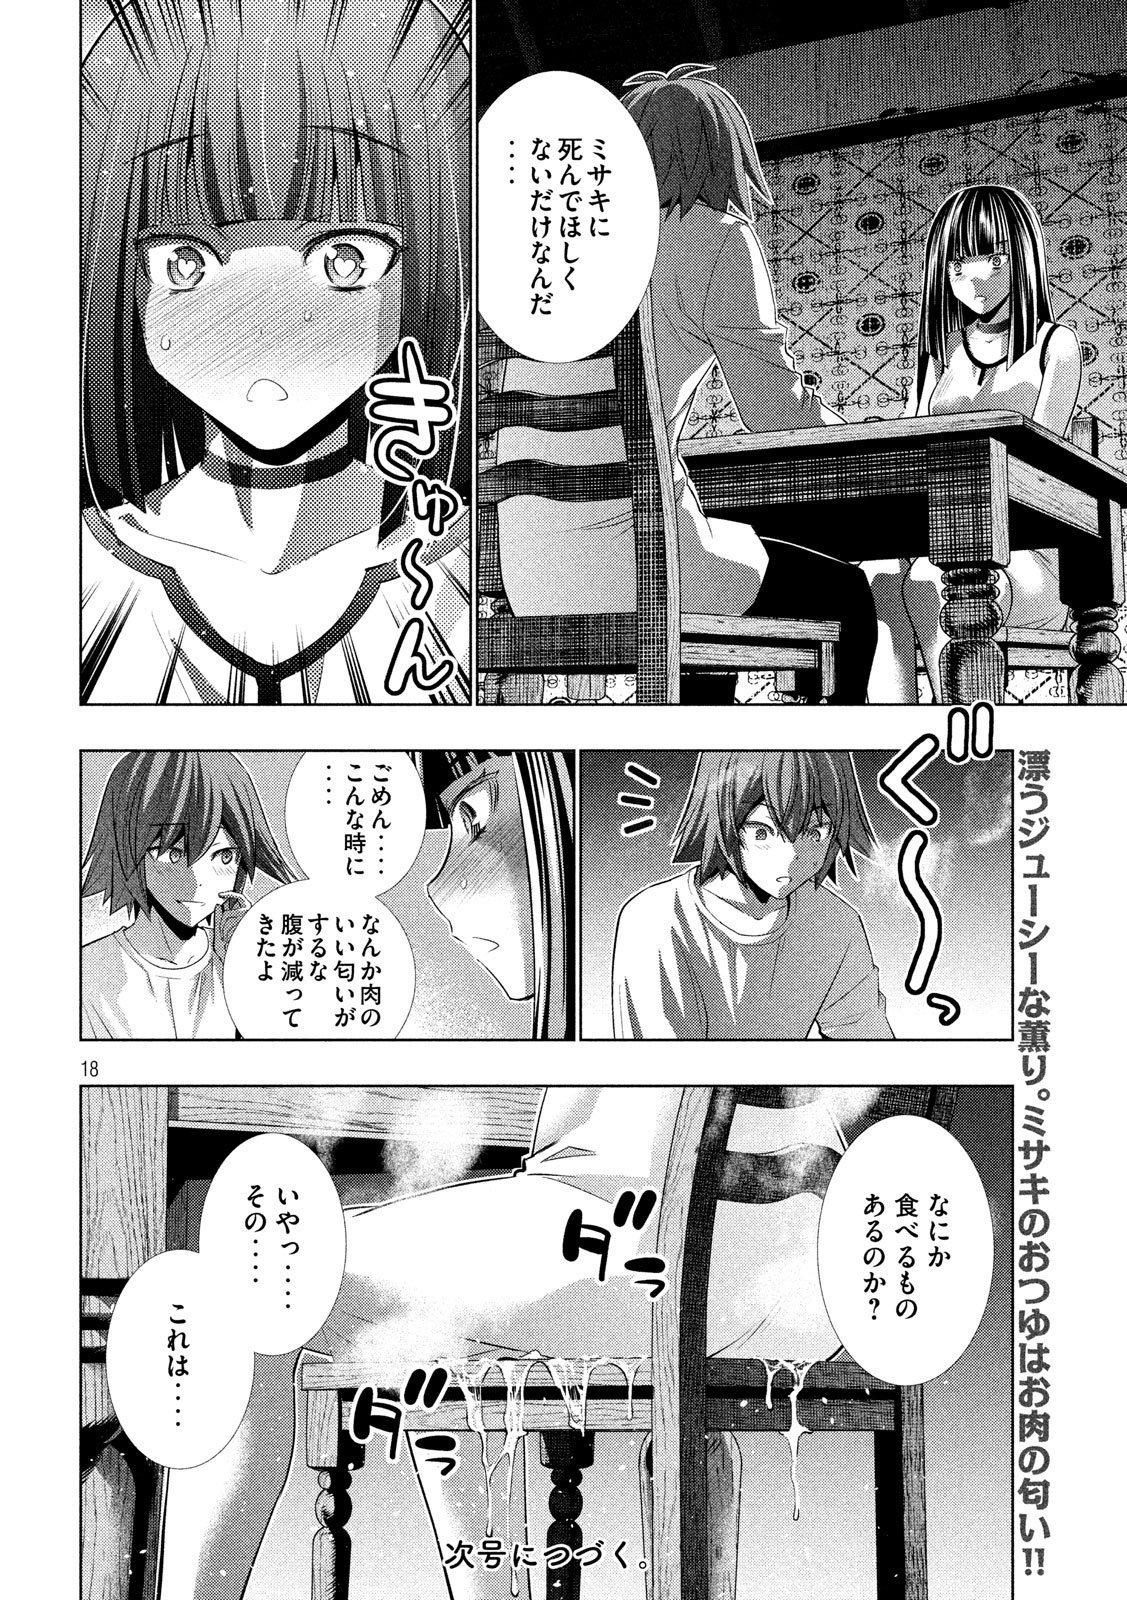 ミサキに
死んでほしく
ないだけなんだ
‥‥
きゅ～～ん
ぐぅ～～っ
ごめん‥‥
こんな時に
‥‥
なんか肉の
いい匂いが
するな
腹が減って
きたよ
なにか
食べるもの
あるのか?
いやっ‥‥
その‥‥
これは‥‥
ダラ
ダラ
次号につづく。
漂うジューシーな薫り。ミサキのおつゆはお肉の匂い!!
18